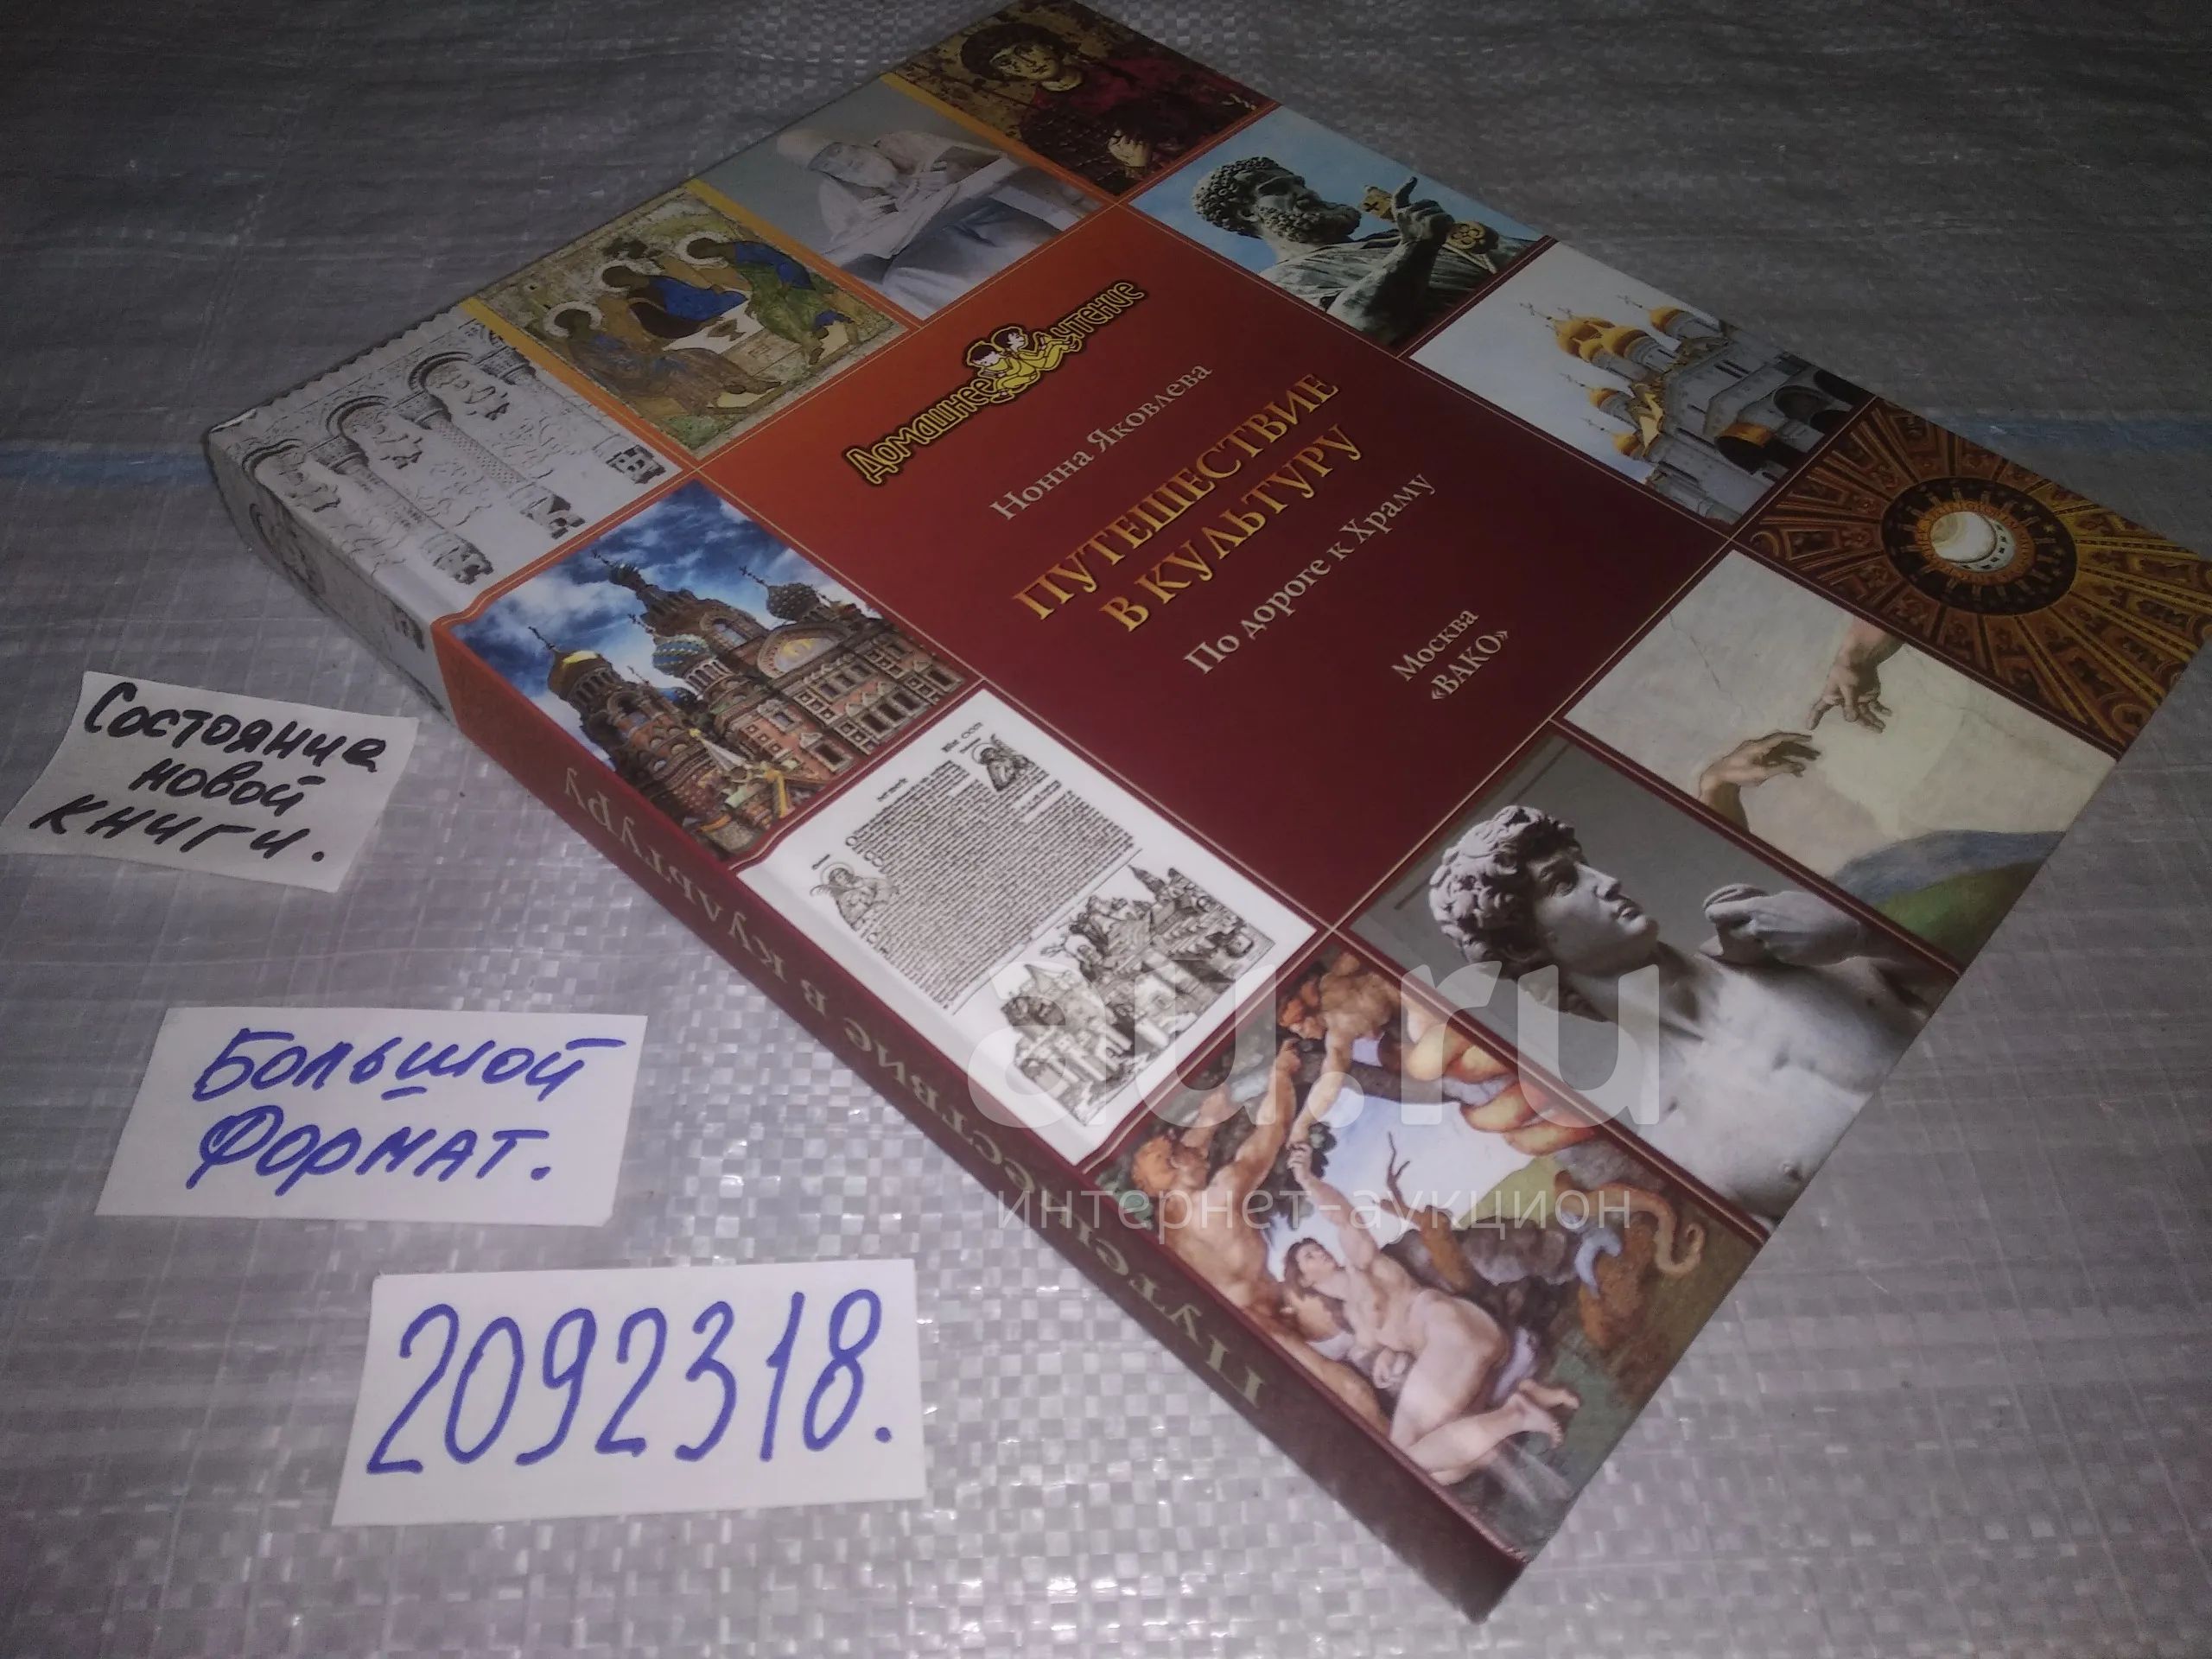 Домашнее чтение
Нонна Яковлева
ПУТЕШЕСТВИЕ
В КУЛЬТУРУ
По дороге к Храму
Москва
«ВАКО»
Путешествие в культуру
Состояние
новой
книги.
Большой
формат.
2092318.
au.ru
интернет-аукцион